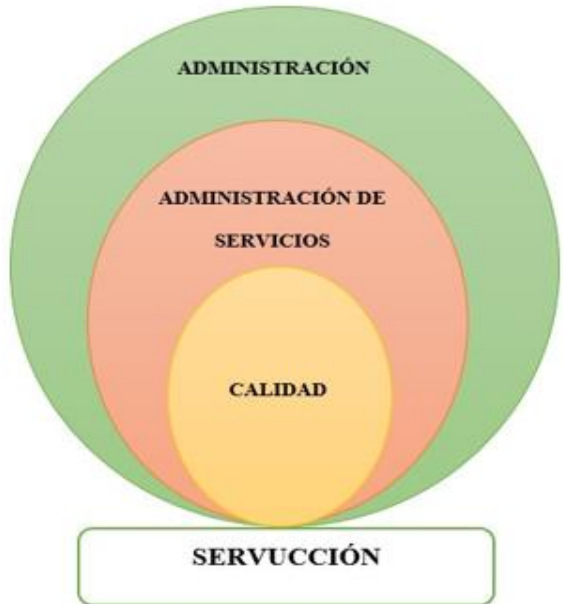 ADMINISTRACIÓN
ADMINISTRACIÓN DE
SERVICIOS
CALIDAD
SERVUCCIÓN